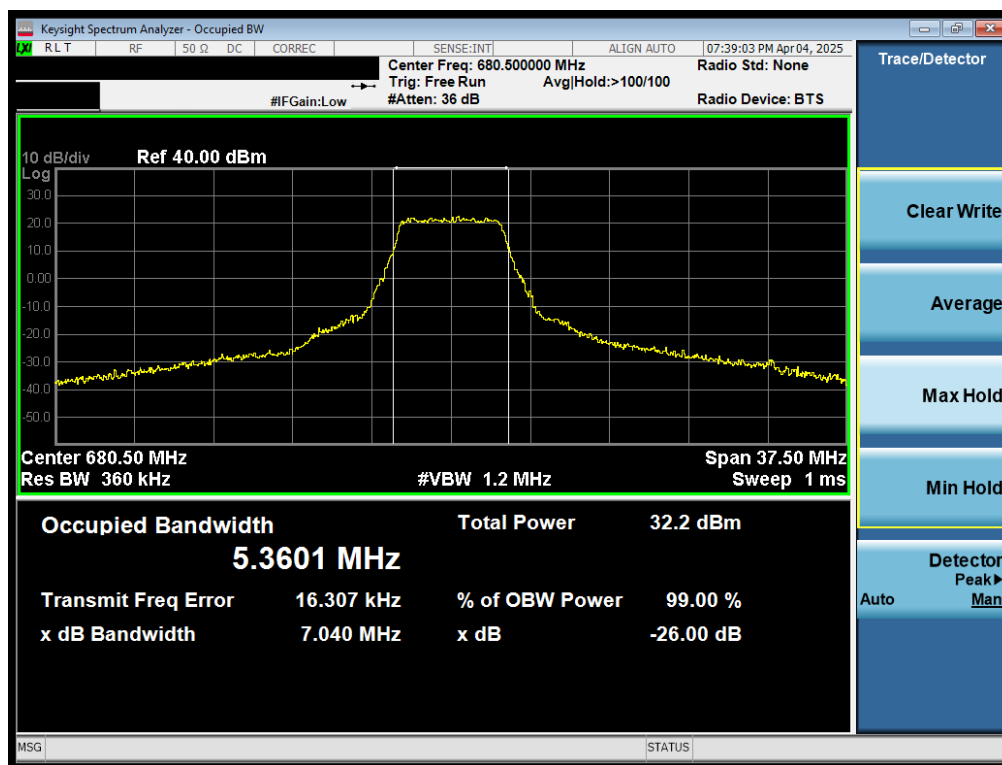 Keysight Spectrum Analyzer - Occupied BW
LXI RLT RF 50 Ω DC CORREC SENSE:INT ALIGN AUTO 07:39:03 PM Apr 04, 2025
Center Freq: 680.500000 MHz Radio Std: None
Trig: Free Run Avg|Hold:>100/100
#IFGain:Low #Atten: 36 dB Radio Device: BTS
10 dB/div Ref 40.00 dBm
Log
30.0
20.0
10.0
0.00
-10.0
-20.0
-30.0
-40.0
-50.0
Center 680.50 MHz Span 37.50 MHz
Res BW 360 kHz #VBW 1.2 MHz Sweep 1 ms
Occupied Bandwidth Total Power 32.2 dBm
5.3601 MHz
Transmit Freq Error 16.307 kHz % of OBW Power 99.00 %
x dB Bandwidth 7.040 MHz x dB -26.00 dB
MSG STATUS
Trace/Detector
Clear Write
Average
Max Hold
Min Hold
Detector
Peak▶
Auto Man